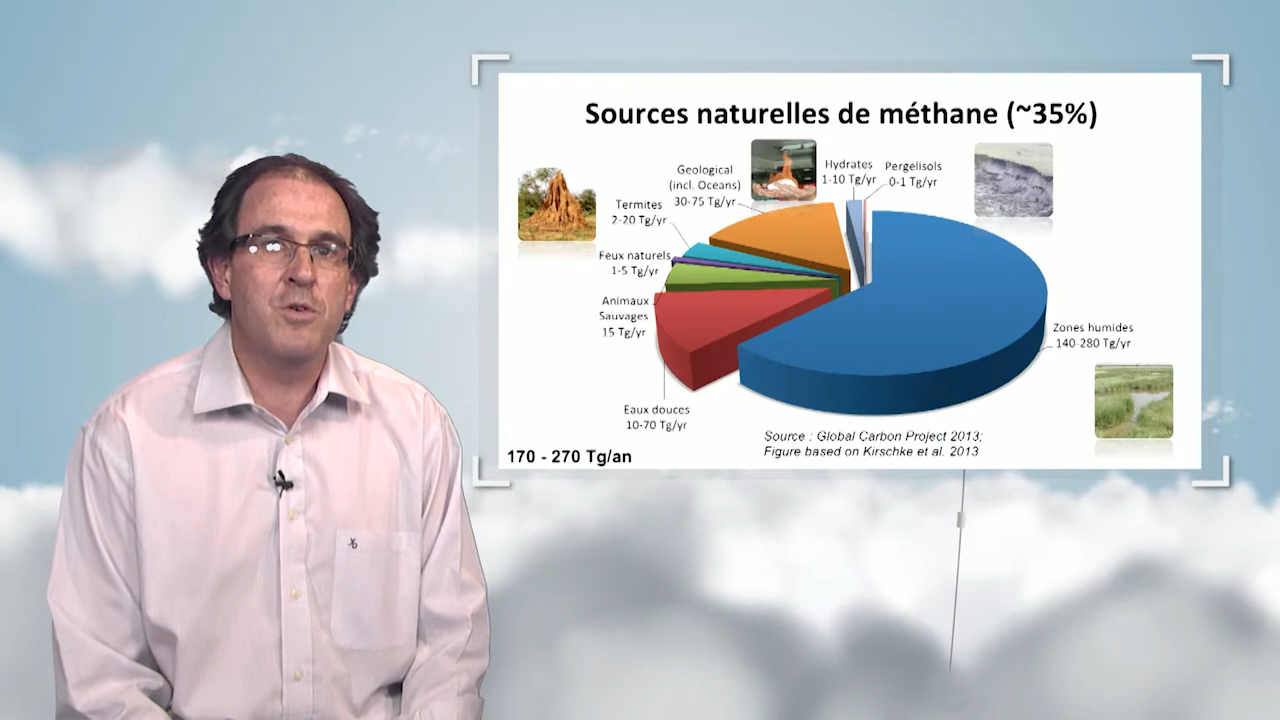 Sources naturelles de méthane (~35%)
Geological
(incl. Oceans)
30-75 Tg/yr
Hydrates
1-10 Tg/yr
Pergelisols
0-1 Tg/yr
Termites
2-20 Tg/yr
Feux naturels
1-5 Tg/yr
Animaux
Sauvages
15 Tg/yr
Zones humides
140-280 Tg/yr
Eaux douces
10-70 Tg/yr
Source : Global Carbon Project 2013;
Figure based on Kirschke et al. 2013
170 - 270 Tg/an